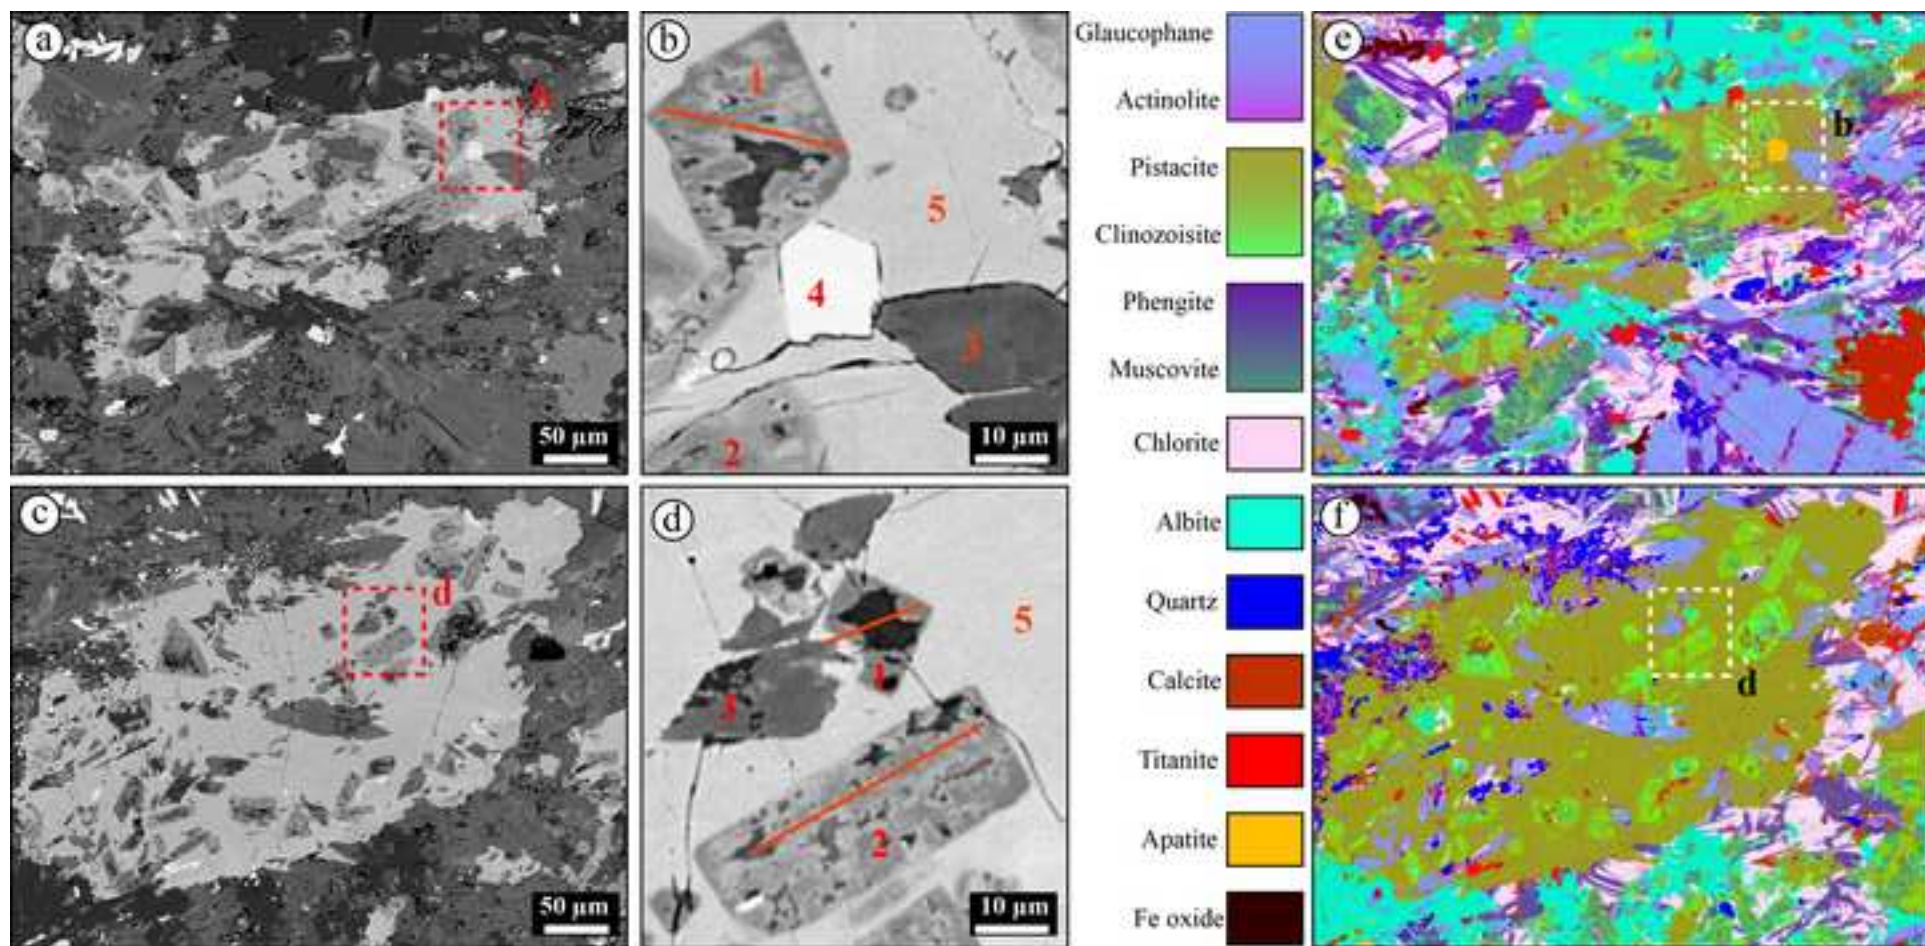 a
b
50 µm
b
1
5
4
3
2
10 µm
c
d
50 µm
d
5
1
3
2
10 µm
Glaucophane
Actinolite
Pistacite
Clinozoisite
Phengite
Muscovite
Chlorite
Albite
Quartz
Calcite
Titanite
Apatite
Fe oxide
e
b
f
d